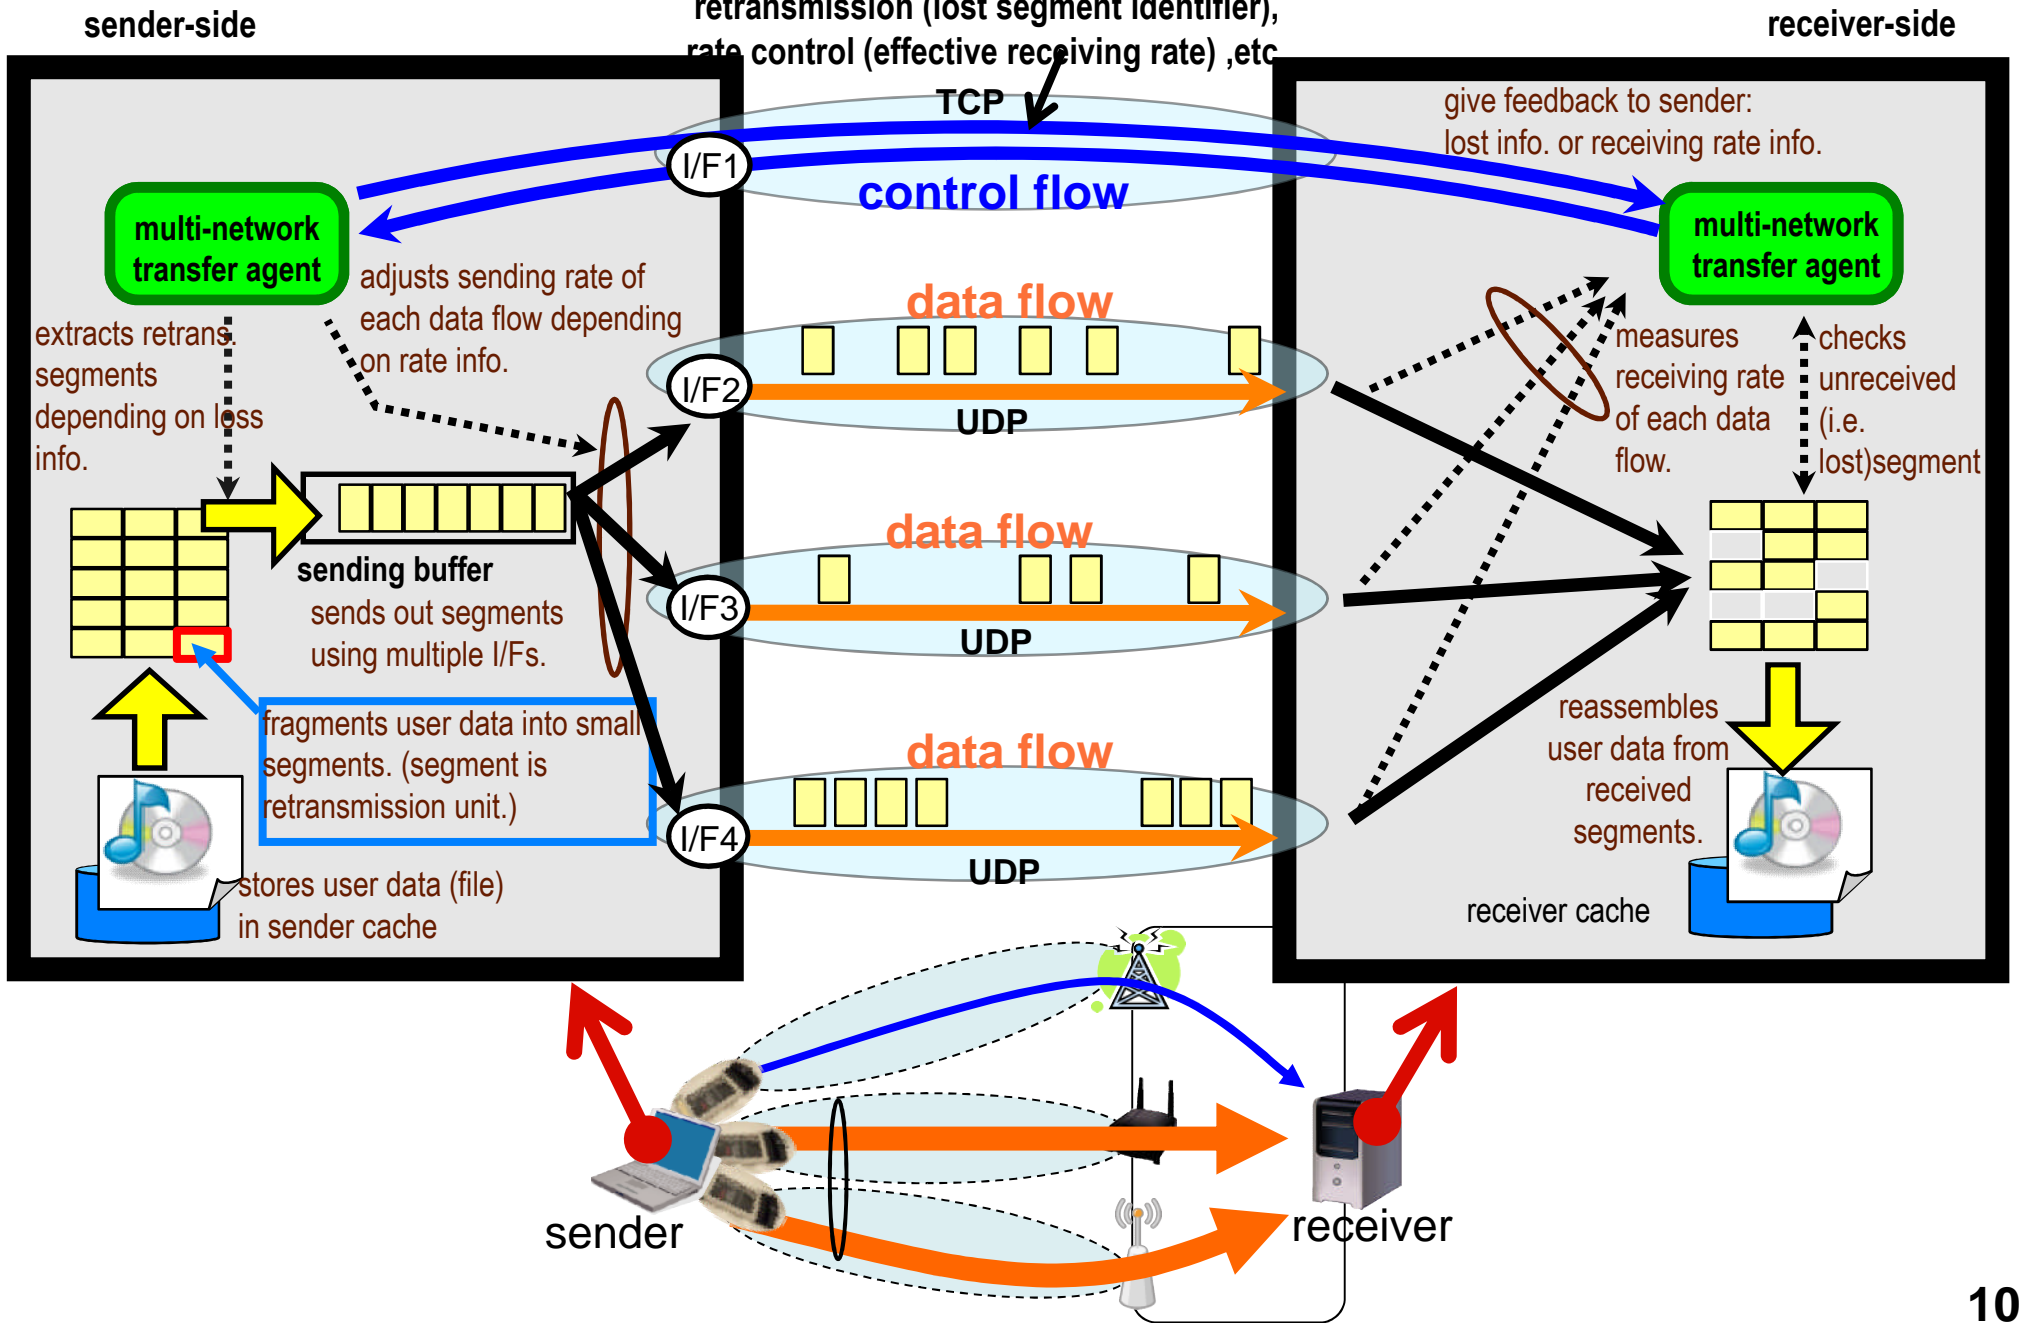 sender-side
retransmission (lost segment identifier),
rate control (effective receiving rate) ,etc
receiver-side
TCP
I/F1
control flow
give feedback to sender:
lost info. or receiving rate info.
multi-network
transfer agent
multi-network
transfer agent
adjusts sending rate of
each data flow depending
on rate info.
extracts retrans.
segments
depending on loss
info.
data flow
I/F2
UDP
measures
receiving rate
of each data
flow.
checks
unreceived
(i.e.
lost)segment
sending buffer
sends out segments
using multiple I/Fs.
data flow
I/F3
UDP
fragments user data into small
segments. (segment is
retransmission unit.)
data flow
I/F4
UDP
reassembles
user data from
received
segments.
stores user data (file)
in sender cache
receiver cache
sender
receiver
10